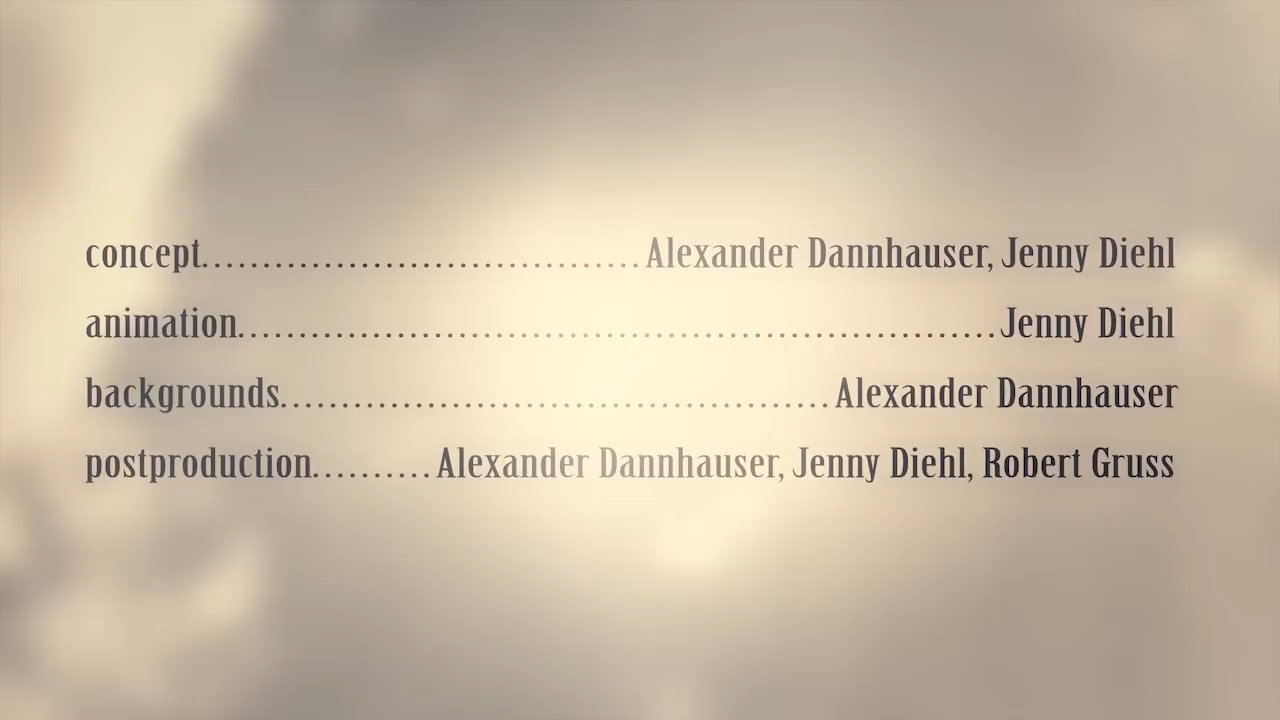 concept....................................Alexander Dannhauser, Jenny Diehl
animation..............................................................Jenny Diehl
backgrounds.............................................Alexander Dannhauser
postproduction..........Alexander Dannhauser, Jenny Diehl, Robert Gruss